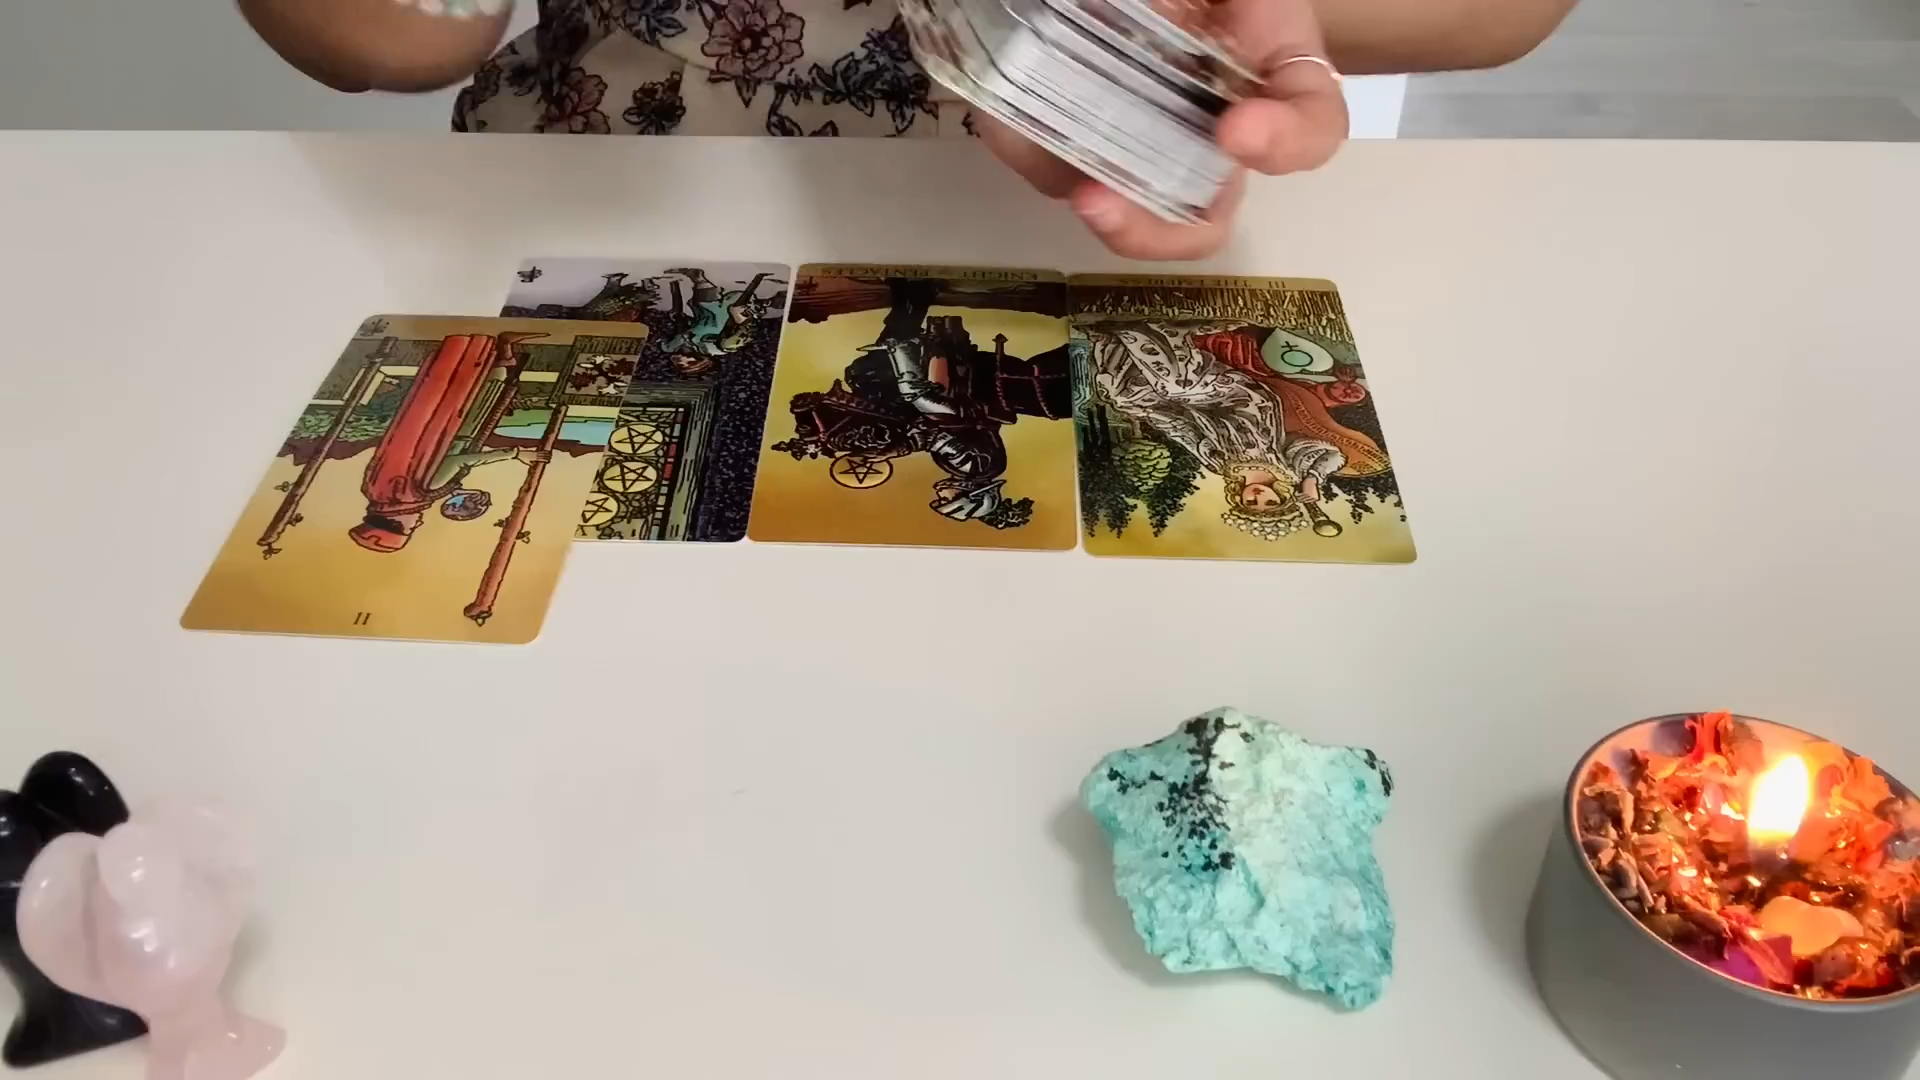 KNIGHT of PENTACLES
III THE EMPRESS
II